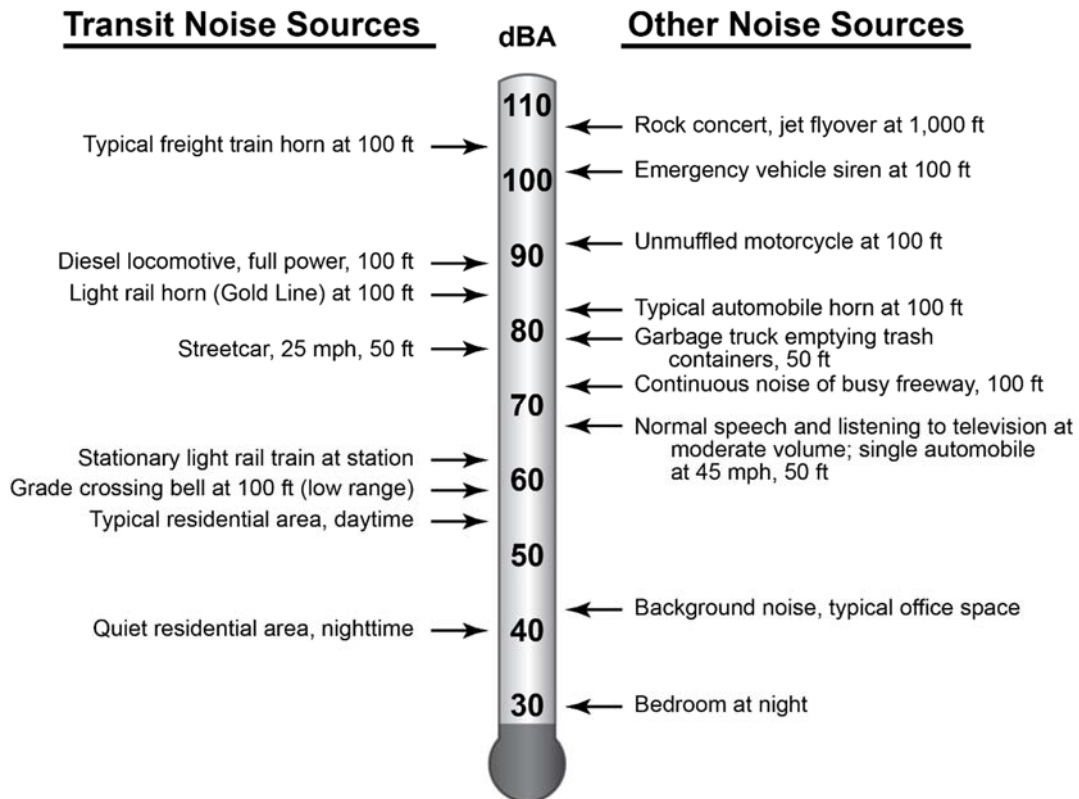 Transit Noise Sources
dBA
Other Noise Sources
110
Rock concert, jet flyover at 1,000 ft
Typical freight train horn at 100 ft
Emergency vehicle siren at 100 ft
100
Unmuffled motorcycle at 100 ft
90
Diesel locomotive, full power, 100 ft
Light rail horn (Gold Line) at 100 ft
Typical automobile horn at 100 ft
80
Garbage truck emptying trash
containers, 50 ft
Streetcar, 25 mph, 50 ft
Continuous noise of busy freeway, 100 ft
70
Normal speech and listening to television at
moderate volume; single automobile
at 45 mph, 50 ft
Stationary light rail train at station
60
Grade crossing bell at 100 ft (low range)
Typical residential area, daytime
50
Background noise, typical office space
Quiet residential area, nighttime
40
30
Bedroom at night